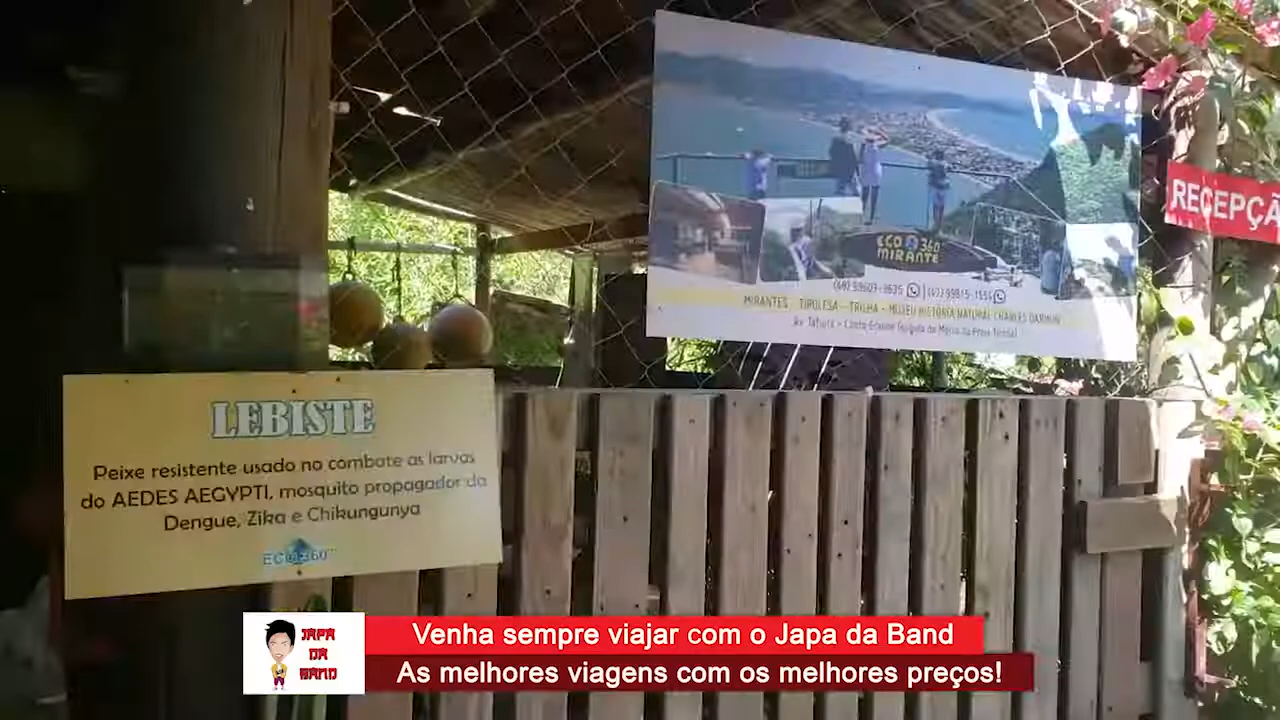 RECEPÇÃ
ECO 360
MIRANTE
MIRANTES - TIROLESA - TRILHA - MUSEU HISTÓRIA NATURAL CHARLES DARWIN
LEBISTE
Peixe resistente usado no combate as larvas
do AEDES AEGYPTI, mosquito propagador da
Dengue, Zika e Chikungunya
ECO 360
JAPA
DA
BAND
Venha sempre viajar com o Japa da Band
As melhores viagens com os melhores preços!